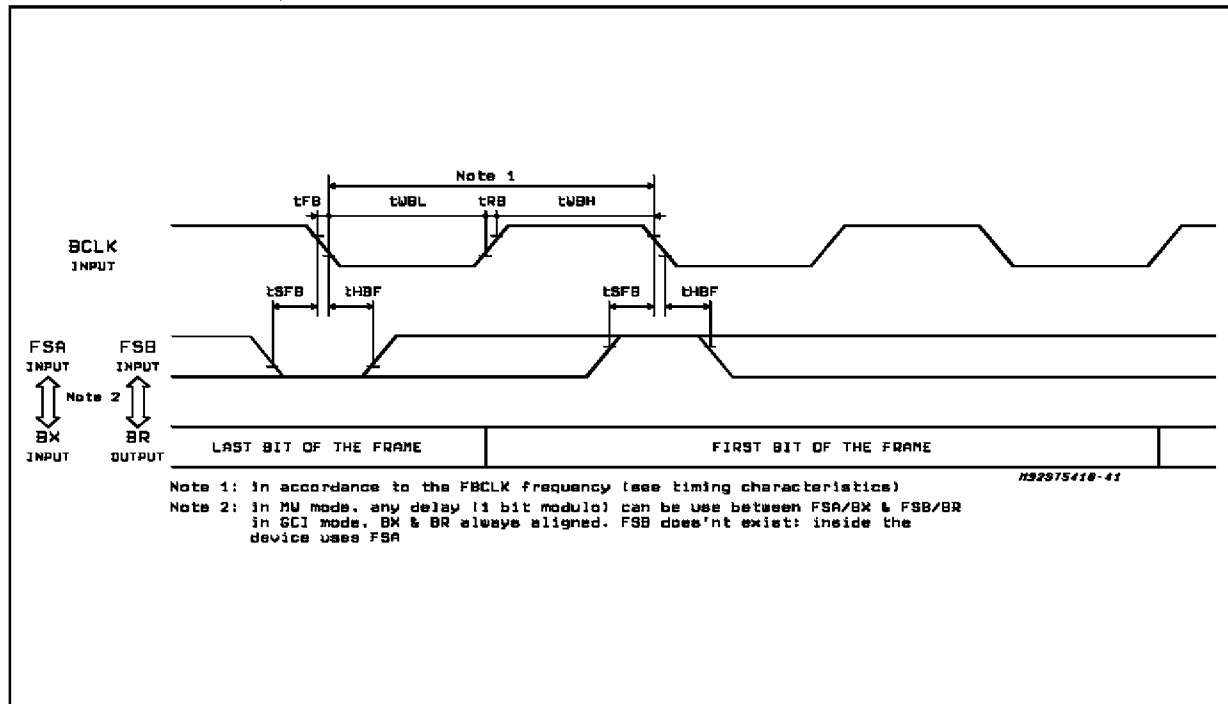 Note 1
tFB tWBL tRB tWBH
BCLK
INPUT
tSFB tHBF tSFB tHBF
FSA FSB
INPUT INPUT
Note 2
BX BR
INPUT OUTPUT
LAST BIT OF THE FRAME FIRST BIT OF THE FRAME
M92975410-41
Note 1: in accordance to the FBCLK frequency (see timing characteristics)
Note 2: in MW mode, any delay (1 bit modulo) can be use between FSA/BX & FSB/BR
in GCI mode, BX & BR always aligned. FSB does'nt exist: inside the
device uses FSA